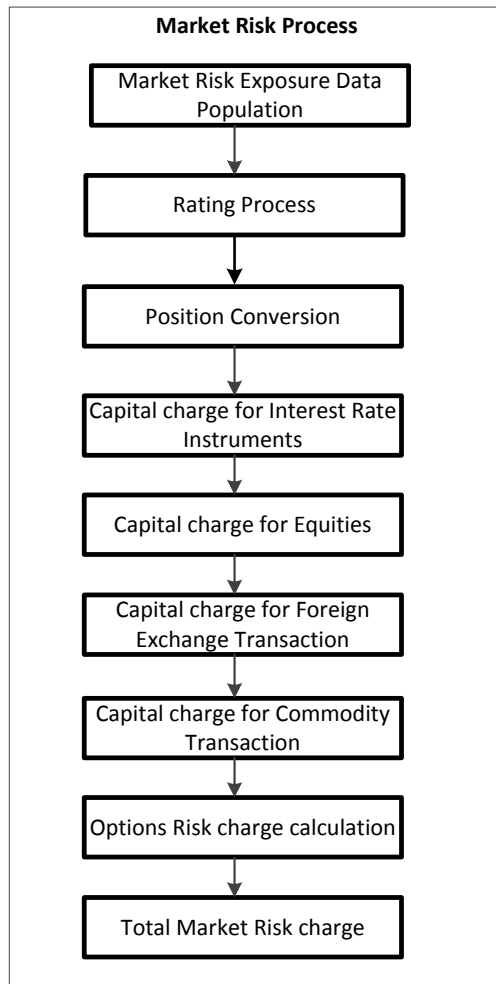 Market Risk Process
Market Risk Exposure Data
Population
Rating Process
Position Conversion
Capital charge for Interest Rate
Instruments
Capital charge for Equities
Capital charge for Foreign
Exchange Transaction
Capital charge for Commodity
Transaction
Options Risk charge calculation
Total Market Risk charge